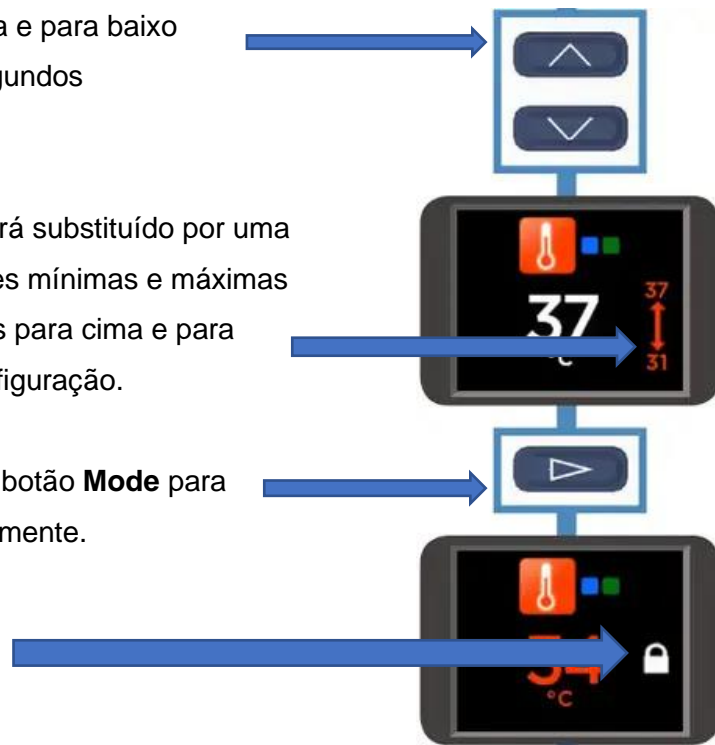 a e para baixo
gundos
rá substituído por uma
es mínimas e máximas
s para cima e para
figuração.
botão Mode para
mente.
37
°C
37
31
34
°C